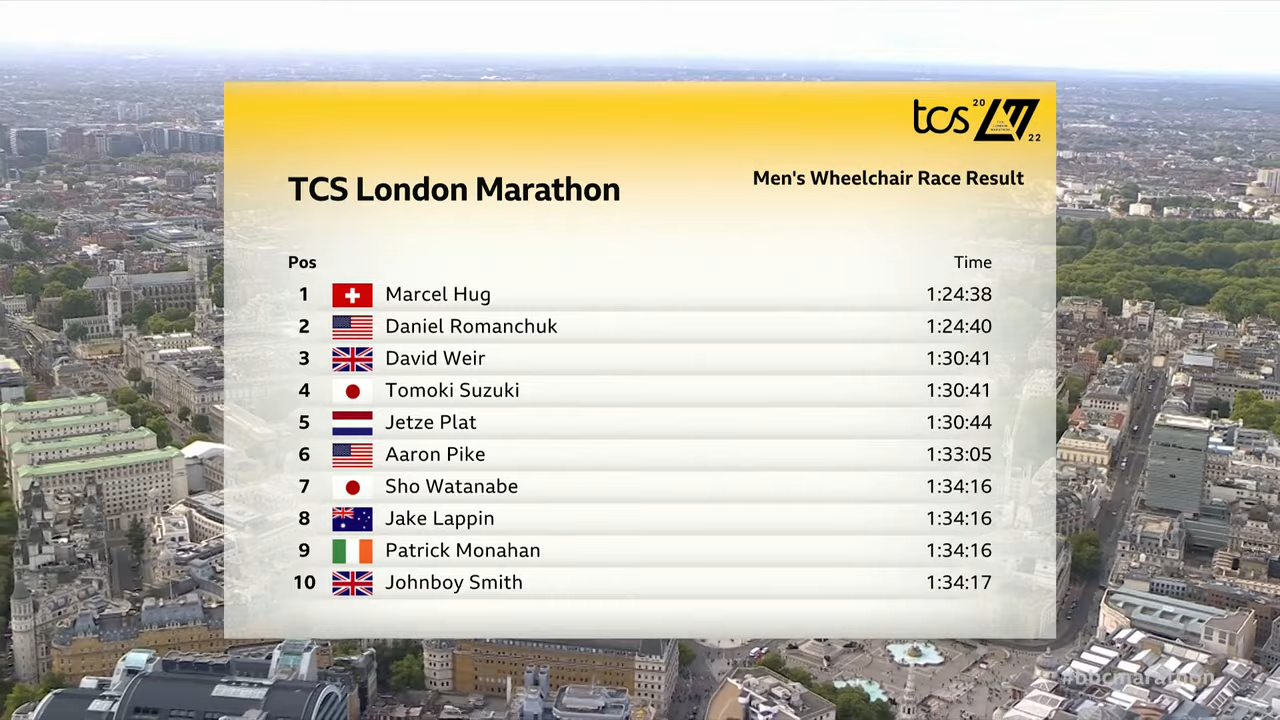 tcs 20 22
TCS London Marathon
Men's Wheelchair Race Result
Pos Time
1 Marcel Hug 1:24:38
2 Daniel Romanchuk 1:24:40
3 David Weir 1:30:41
4 Tomoki Suzuki 1:30:41
5 Jetze Plat 1:30:44
6 Aaron Pike 1:33:05
7 Sho Watanabe 1:34:16
8 Jake Lappin 1:34:16
9 Patrick Monahan 1:34:16
10 Johnboy Smith 1:34:17
#bbcmarathon